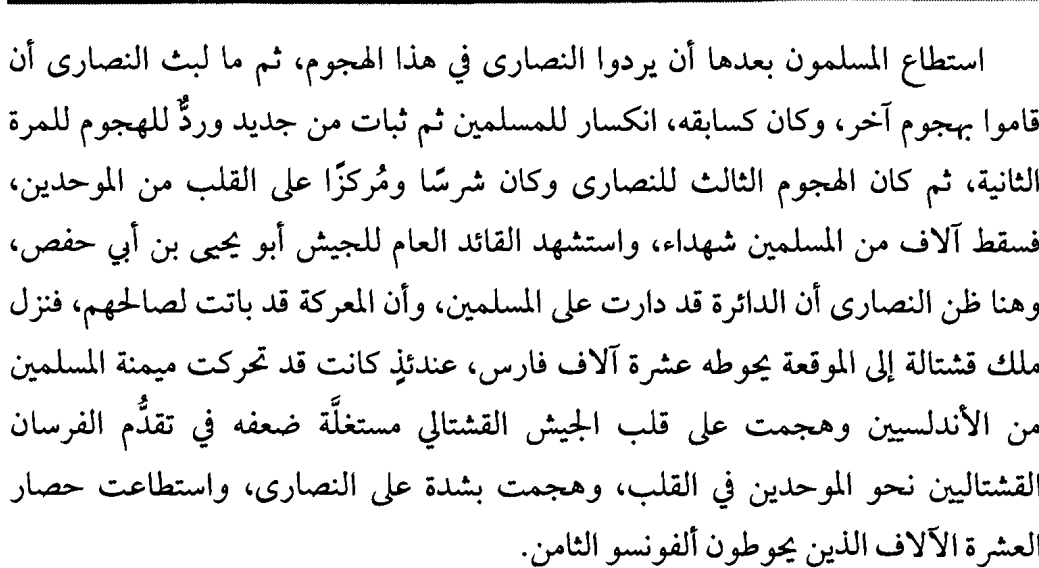 استطاع المسلمون بعدها أن يردوا النصارى في هذا الهجوم، ثم ما لبث النصارى أن
قاموا بهجوم آخر، وكان كسابقه، انكسار للمسلمين ثم ثبات من جديد وردٌّ للهجوم للمرة
الثانية، ثم كان الهجوم الثالث للنصارى وكان شرسًا ومُركزًا على القلب من الموحدين،
فسقط آلاف من المسلمين شهداء، واستشهد القائد العام للجيش أبو يحيى بن أبي حفص،
وهنا ظن النصارى أن الدائرة قد دارت على المسلمين، وأن المعركة قد باتت لصالحهم، فنزل
ملك قشتالة إلى الموقعة يحوطه عشرة آلاف فارس، عندئذٍ كانت قد تحركت ميمنة المسلمين
من الأندلسيين وهجمت على قلب الجيش القشتالي مستغلَّة ضعفه في تقدُّم الفرسان
القشتاليين نحو الموحدين في القلب، وهجمت بشدة على النصارى، واستطاعت حصار
العشرة الآلاف الذين يحوطون ألفونسو الثامن.